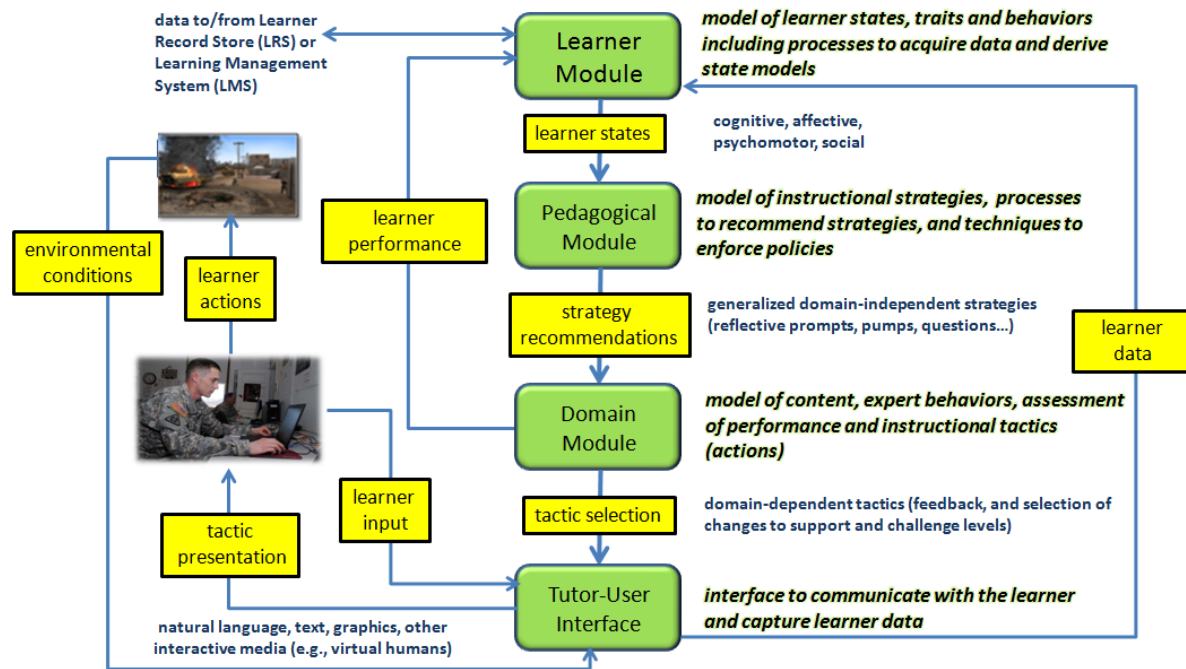 data to/from Learner
Record Store (LRS) or
Learning Management
System (LMS)
Learner
Module
model of learner states, traits and behaviors
including processes to acquire data and derive
state models
learner states
cognitive, affective,
psychomotor, social
Pedagogical
Module
model of instructional strategies, processes
to recommend strategies, and techniques to
enforce policies
environmental
conditions
learner
actions
learner
performance
strategy
recommendations
generalized domain-independent strategies
(reflective prompts, pumps, questions...)
learner
data
Domain
Module
model of content, expert behaviors, assessment
of performance and instructional tactics
(actions)
tactic
presentation
learner
input
tactic selection
domain-dependent tactics (feedback, and selection of
changes to support and challenge levels)
Tutor-User
Interface
interface to communicate with the learner
and capture learner data
natural language, text, graphics, other
interactive media (e.g., virtual humans)